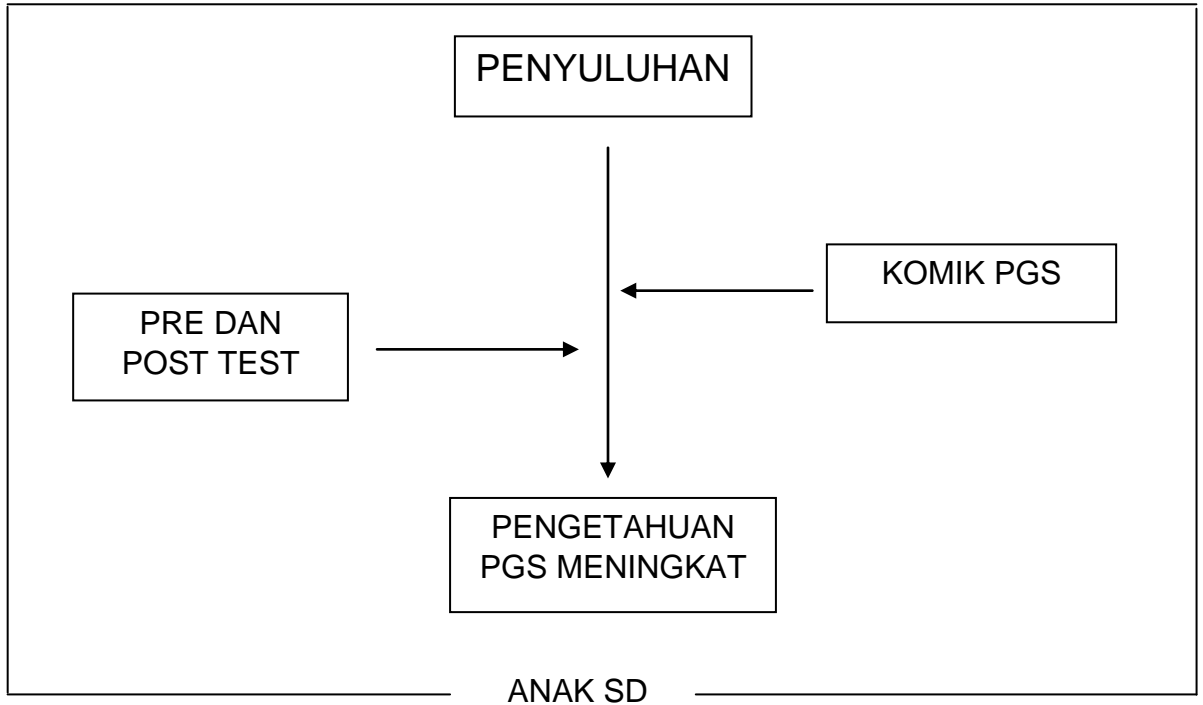 PENYULUHAN
KOMIK PGS
PRE DAN
POST TEST
PENGETAHUAN
PGS MENINGKAT
ANAK SD